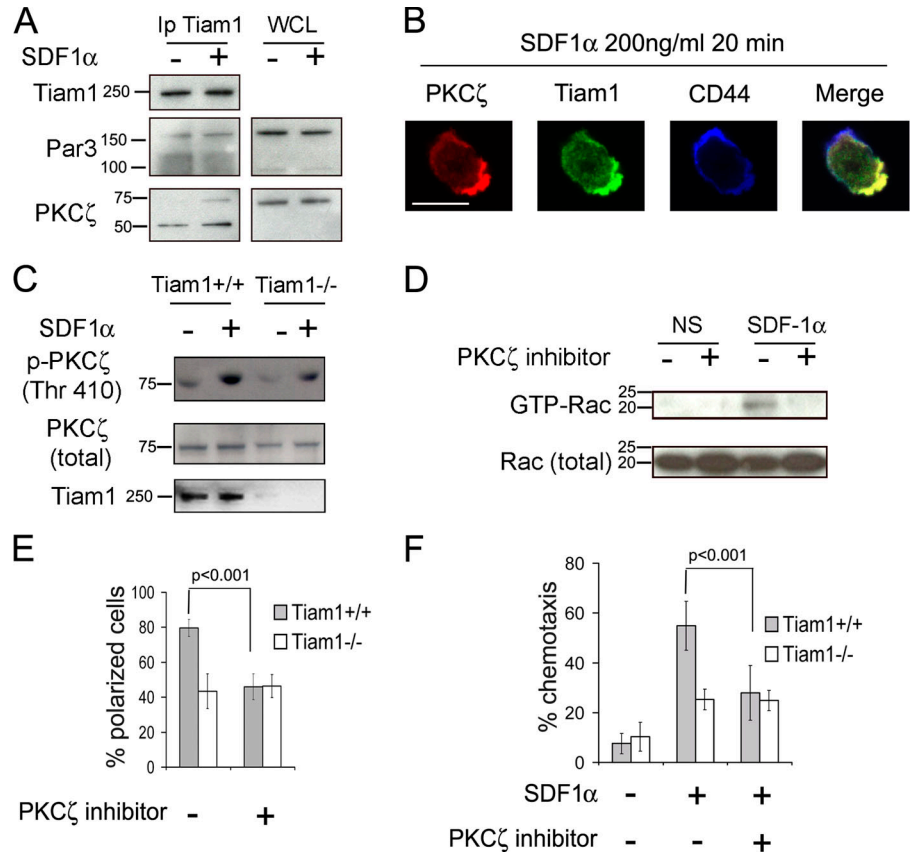 A
Ip Tiam1 WCL
SDF1α - + - +
Tiam1 250
Par3 150
100
PKCζ 75
50
B
SDF1α 200ng/ml 20 min
PKCζ Tiam1 CD44 Merge
C
Tiam1+/+ Tiam1-/-
SDF1α - + - +
p-PKCζ
(Thr 410) 75
PKCζ
(total) 75
Tiam1 250
D
NS SDF-1α
PKCζ inhibitor - + - +
GTP-Rac 25
20
Rac (total) 25
20
E
p<0.001
% polarized cells
100
80
60
40
20
0
Tiam1+/+
Tiam1-/-
PKCζ inhibitor - +
F
p<0.001
% chemotaxis
80
60
40
20
0
Tiam1+/+
Tiam1-/-
SDF1α - + +
PKCζ inhibitor - - +